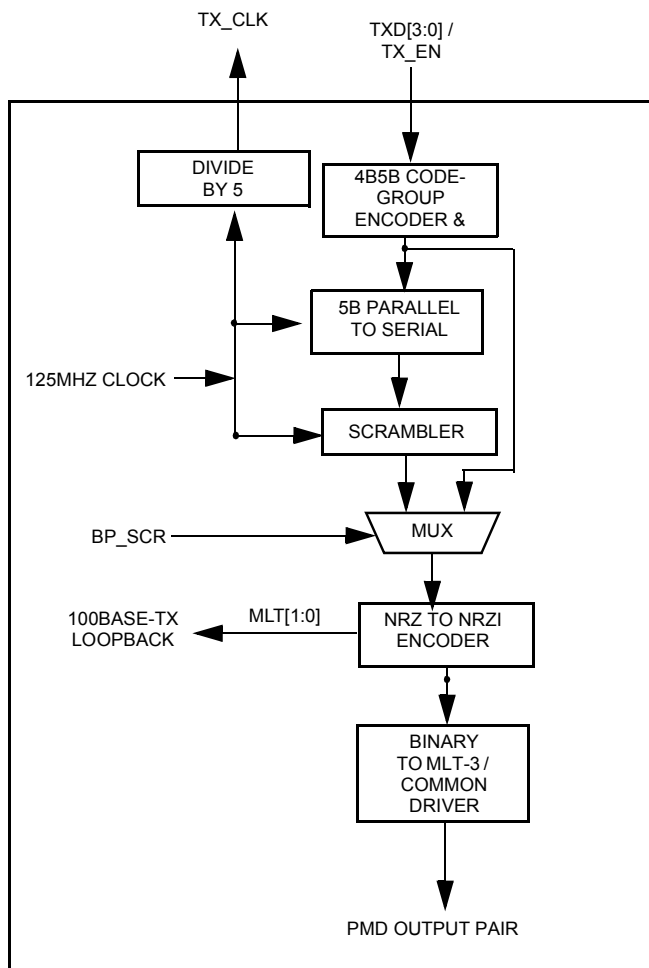 TX_CLK
TXD[3:0] /
TX_EN
DIVIDE
BY 5
4B5B CODE-
GROUP
ENCODER &
5B PARALLEL
TO SERIAL
125MHZ CLOCK
SCRAMBLER
BP_SCR
MUX
100BASE-TX
LOOPBACK
MLT[1:0]
NRZ TO NRZI
ENCODER
BINARY
TO MLT-3 /
COMMON
DRIVER
PMD OUTPUT PAIR